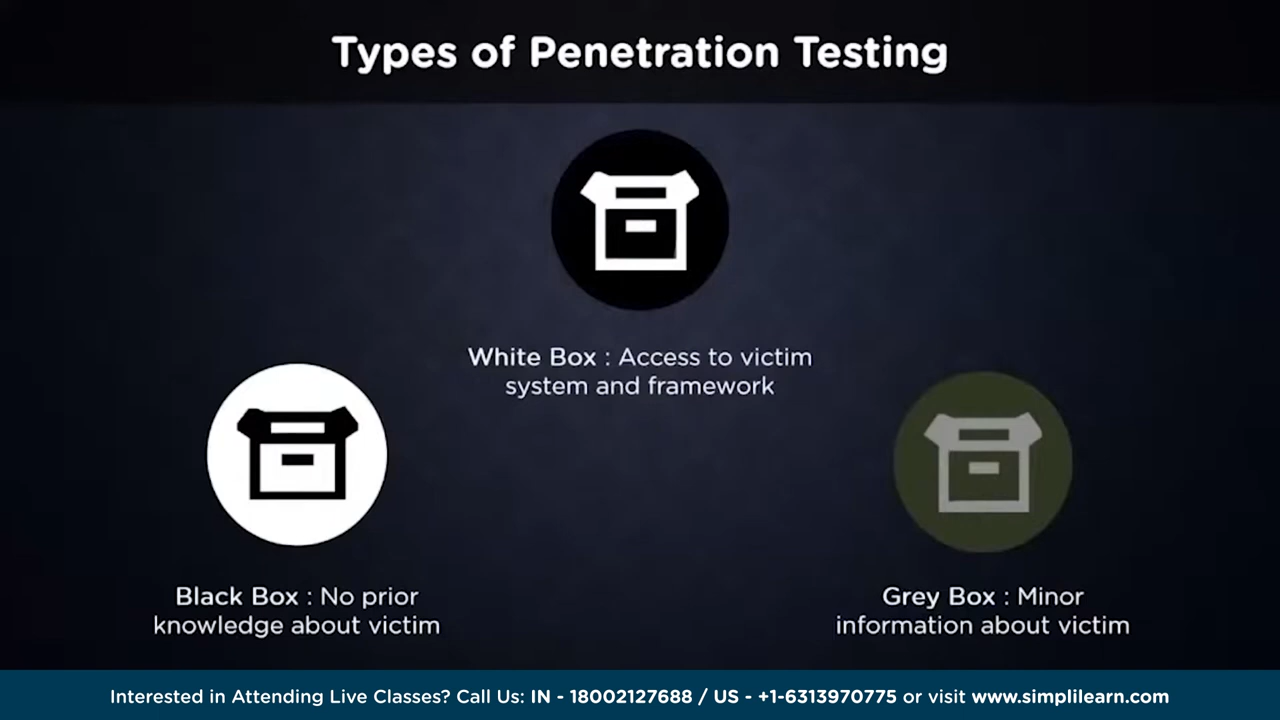 Types of Penetration Testing
White Box : Access to victim
system and framework
Black Box : No prior
knowledge about victim
Grey Box : Minor
information about victim
Interested in Attending Live Classes? Call Us: IN - 18002127688 / US - +1-6313970775 or visit www.simplilearn.com